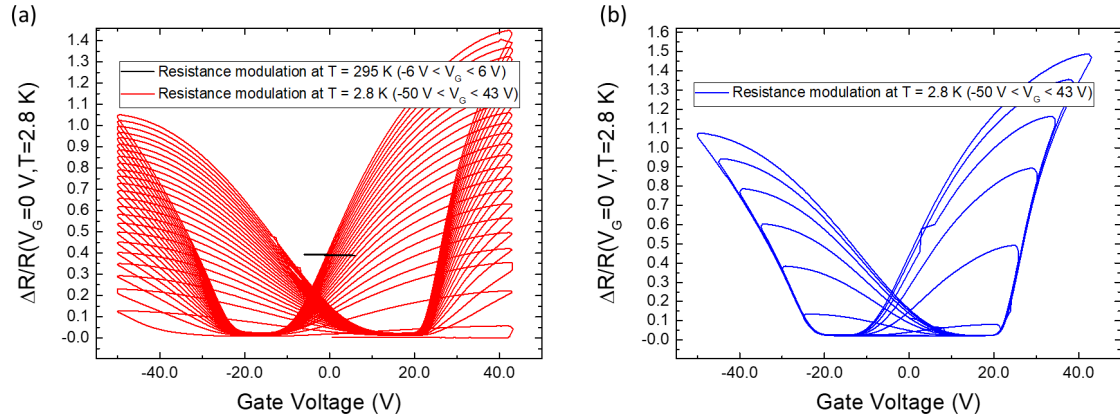 (a)
ΔR/R(V_G=0 V,T=2.8 K)
1.4
1.3
1.2
1.1
1.0
0.9
0.8
0.7
0.6
0.5
0.4
0.3
0.2
0.1
-0.0
Resistance modulation at T = 295 K (-6 V < V_G < 6 V)
Resistance modulation at T = 2.8 K (-50 V < V_G < 43 V)
-40.0 -20.0 0.0 20.0 40.0
Gate Voltage (V)
(b)
ΔR/R(V_G=0 V,T=2.8 K)
1.6
1.5
1.4
1.3
1.2
1.1
1.0
0.9
0.8
0.7
0.6
0.5
0.4
0.3
0.2
0.1
-0.0
Resistance modulation at T = 2.8 K (-50 V < V_G < 43 V)
-40.0 -20.0 0.0 20.0 40.0
Gate Voltage (V)